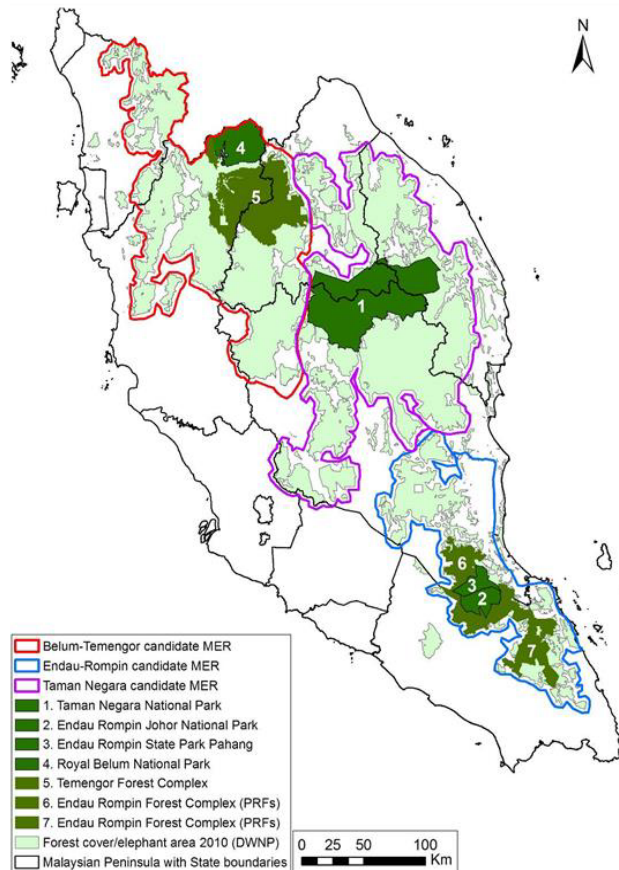 N
4
5
1
6
3
2
7
Belum-Temengor candidate MER
Endau-Rompin candidate MER
Taman Negara candidate MER
1. Taman Negara National Park
2. Endau Rompin Johor National Park
3. Endau Rompin State Park Pahang
4. Royal Belum National Park
5. Temengor Forest Complex
6. Endau Rompin Forest Complex (PRFs)
7. Endau Rompin Forest Complex (PRFs)
Forest cover/elephant area 2010 (DWNP)
Malaysian Peninsula with State boundaries
0 25 50 100
Km